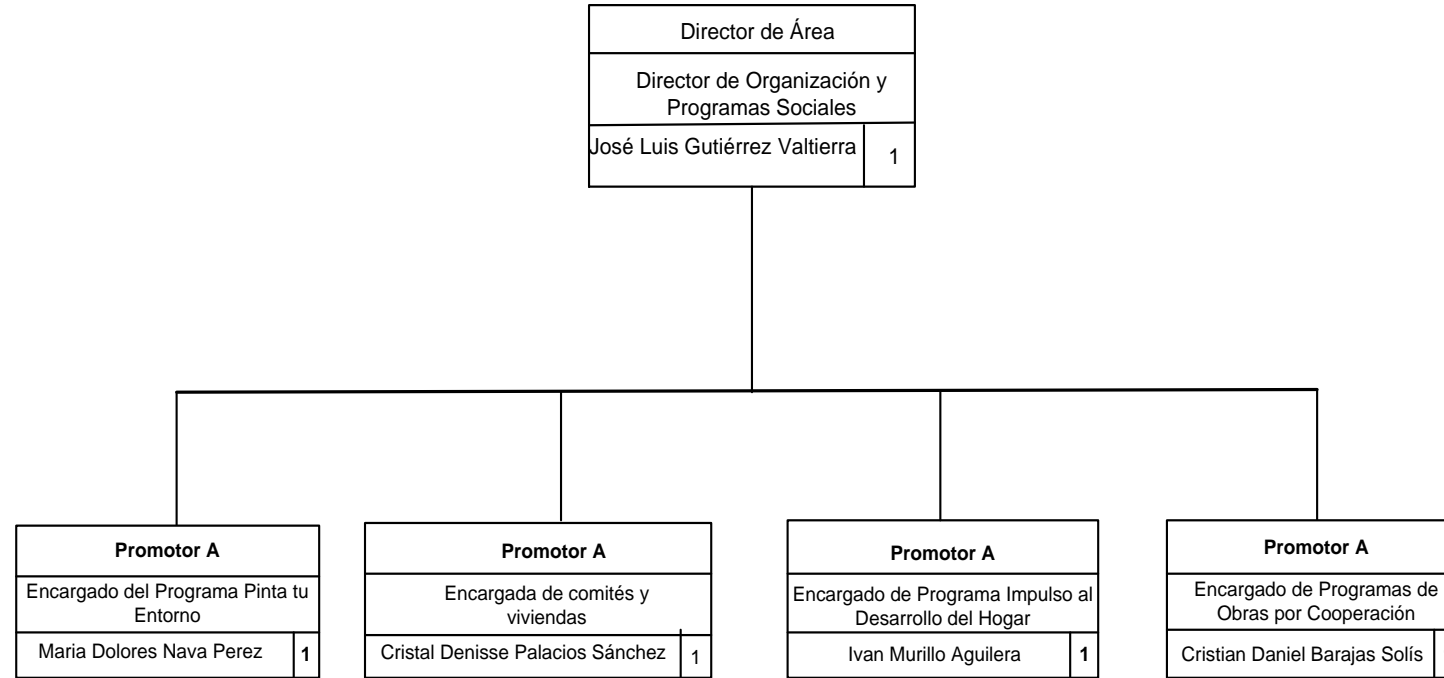 Director de Área
Director de Organización y
Programas Sociales
José Luis Gutiérrez Valtierra
1
Promotor A
Encargado del Programa Pinta tu
Entorno
Maria Dolores Nava Perez
1
Promotor A
Encargada de comités y
viviendas
Cristal Denisse Palacios Sánchez
1
Promotor A
Encargado de Programa Impulso al
Desarrollo del Hogar
Ivan Murillo Aguilera
1
Promotor A
Encargado de Programas de
Obras por Cooperación
Cristian Daniel Barajas Solís